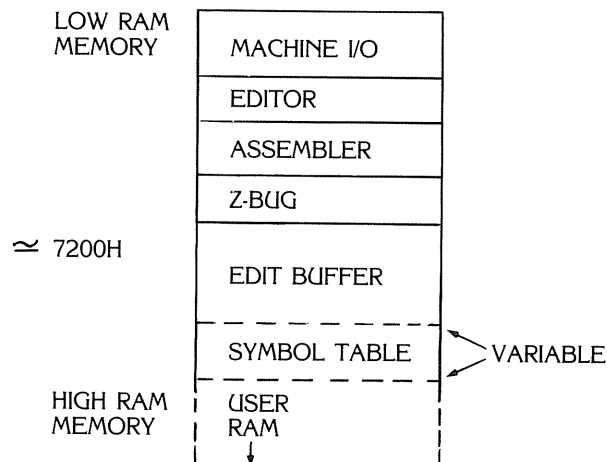 LOW RAM
MEMORY
MACHINE I/O
EDITOR
ASSEMBLER
Z-BUG
≃ 7200H
EDIT BUFFER
SYMBOL TABLE
VARIABLE
HIGH RAM
MEMORY
USER
RAM